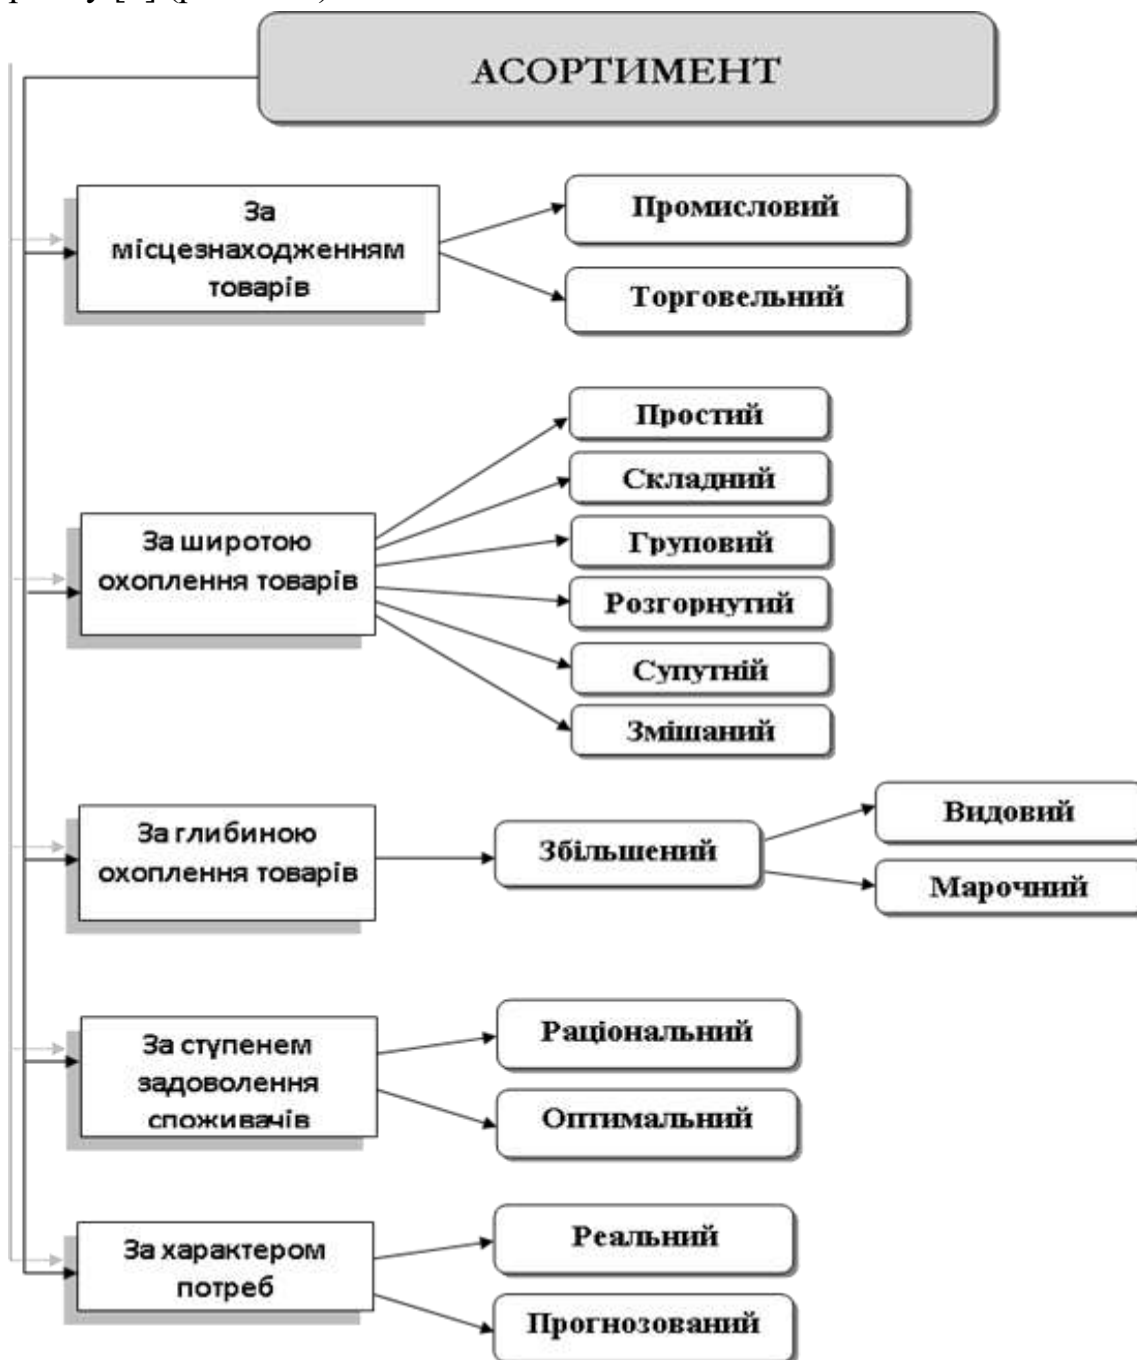 АСОРТИМЕНТ
За
місцезнаходженням
товарів
Промисловий
Торговельний
За широтою
охоплення товарів
Простий
Складний
Груповий
Розгорнутий
Супутній
Змішаний
За глибиною
охоплення товарів
Збільшений
Видовий
Марочний
За ступенем
задоволення
споживачів
Раціональний
Оптимальний
За характером
потреб
Реальний
Прогнозований